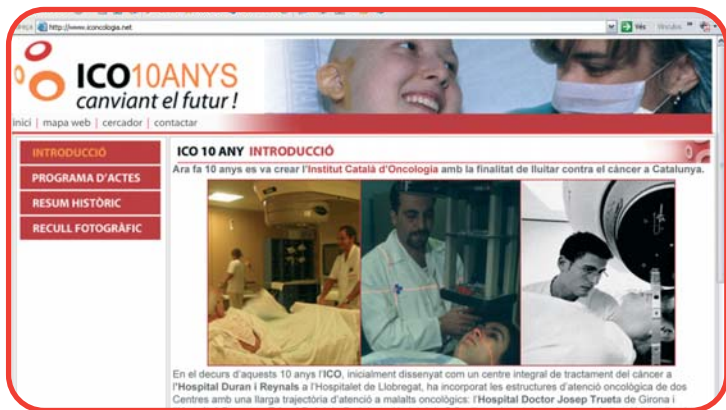 http://www.iconcologia.net
Vés
Vínculos
ICO10ANYS
canviant el futur !
inici | mapa web | cercador | contactar
INTRODUCCIÓ
PROGRAMA D'ACTES
RESUM HISTÒRIC
RECULL FOTOGRÀFIC
ICO 10 ANY INTRODUCCIÓ
Ara fa 10 anys es va crear l'Institut Català d'Oncologia amb la finalitat de lluitar contra el càncer a Catalunya.
En el decurs d'aquests 10 anys l'ICO, inicialment dissenyat com un centre integral de tractament del càncer a
l'Hospital Duran i Reynals a l'Hospitalet de Llobregat, ha incorporat les estructures d'atenció oncològica de dos
Centres amb una llarga trajectòria d'atenció a malalts oncològics: l'Hospital Doctor Josep Trueta de Girona i